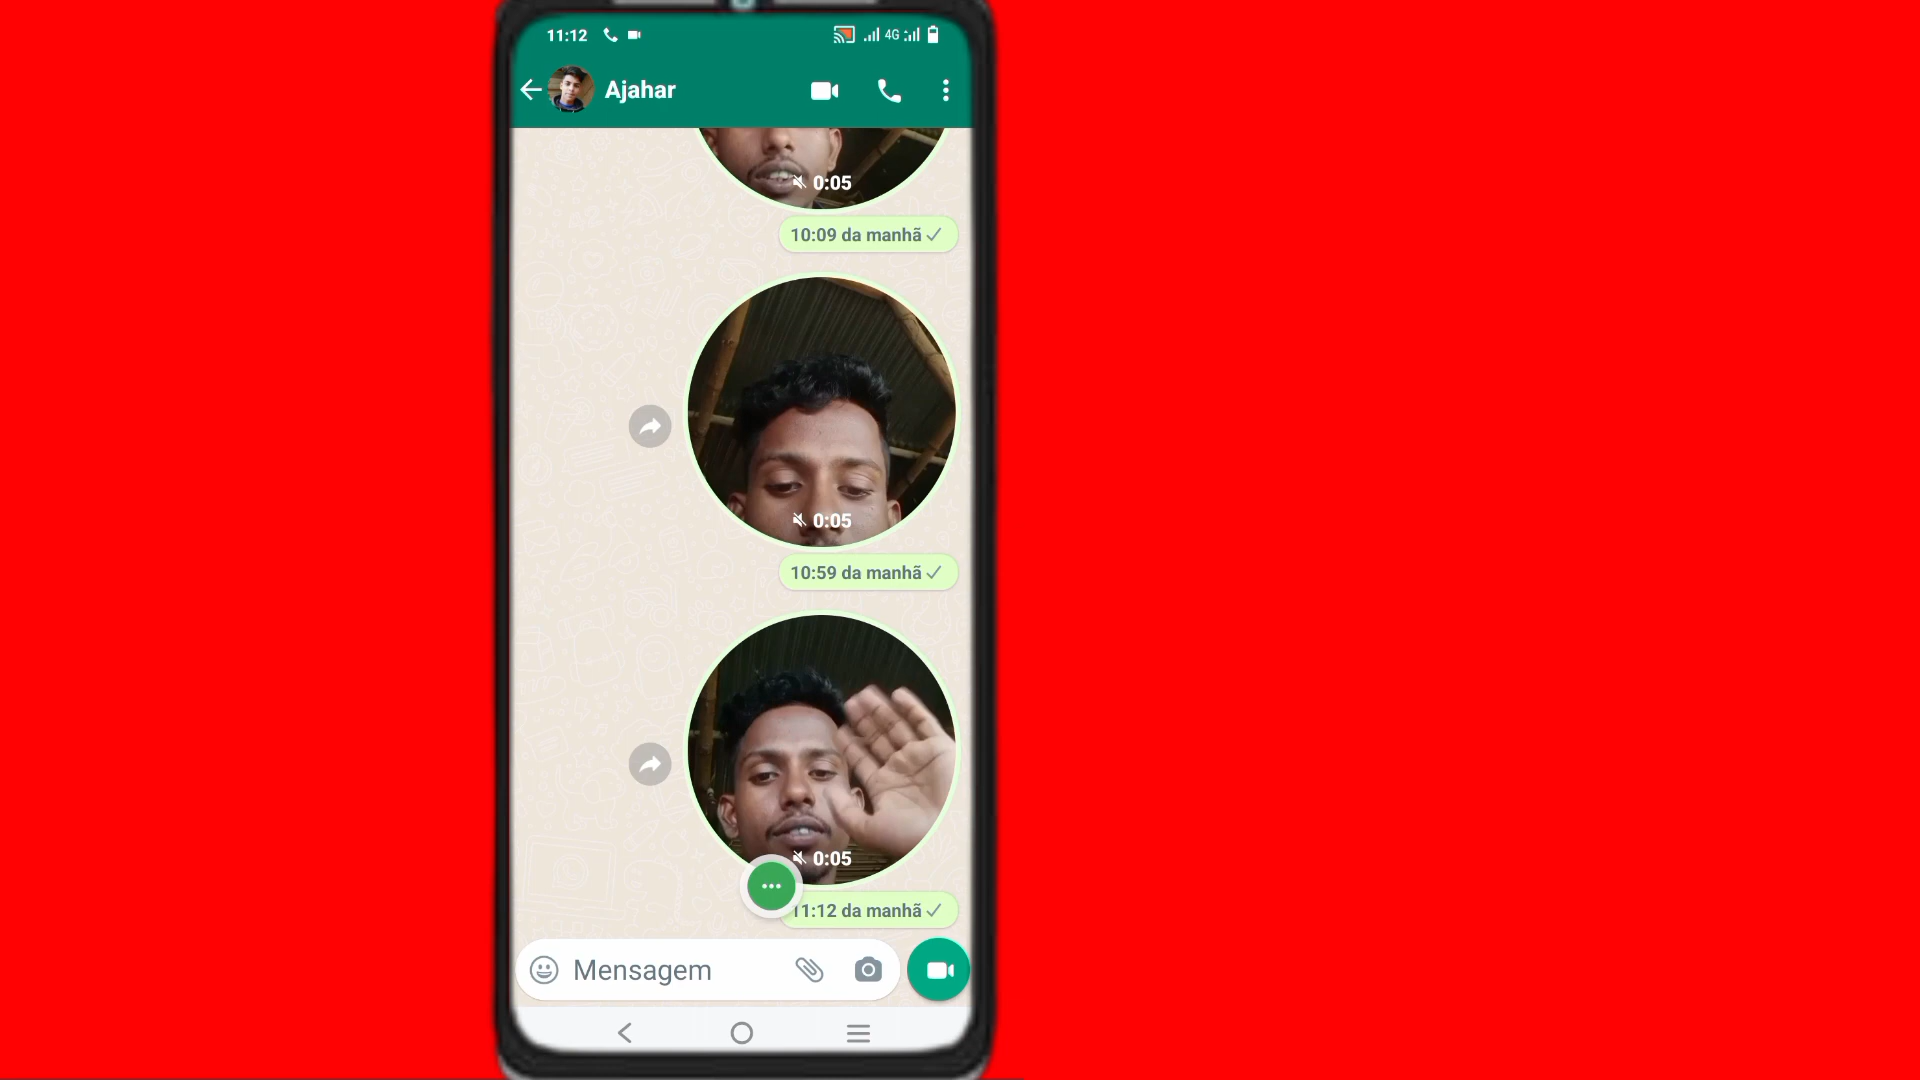 11:12
4G
Ajahar
0:05
10:09 da manhã
0:05
10:59 da manhã
0:05
11:12 da manhã
Mensagem